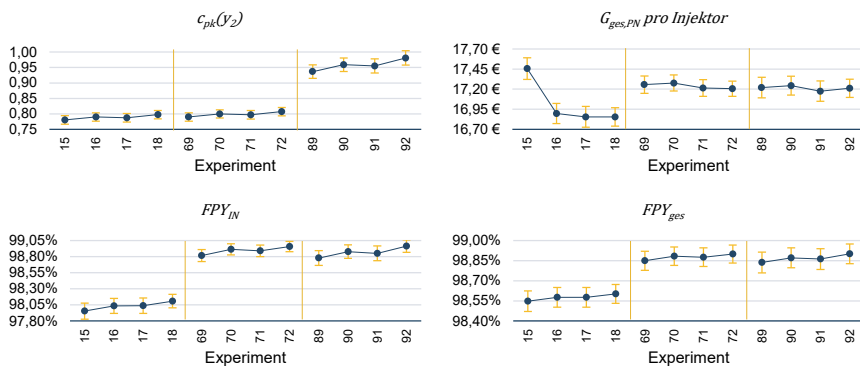 c_pk(y_2)
1,00
0,95
0,90
0,85
0,80
0,75
15 16 17 18 69 70 71 72 89 90 91 92
Experiment
G_ges,PN pro Injektor
17,70 €
17,45 €
17,20 €
16,95 €
16,70 €
15 16 17 18 69 70 71 72 89 90 91 92
Experiment
FPY_IN
99,05%
98,80%
98,55%
98,30%
98,05%
97,80%
15 16 17 18 69 70 71 72 89 90 91 92
Experiment
FPY_ges
99,00%
98,85%
98,70%
98,55%
98,40%
15 16 17 18 69 70 71 72 89 90 91 92
Experiment